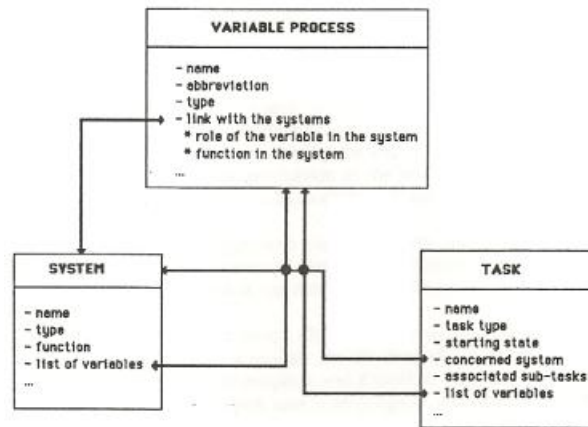 VARIABLE PROCESS
- name
- abbreviation
- type
- link with the systems
* role of the variable in the system
* function in the system
...
SYSTEM
- name
- type
- function
- list of variables
...
TASK
- name
- task type
- starting state
- concerned system
- associated sub-tasks
- list of variables
...